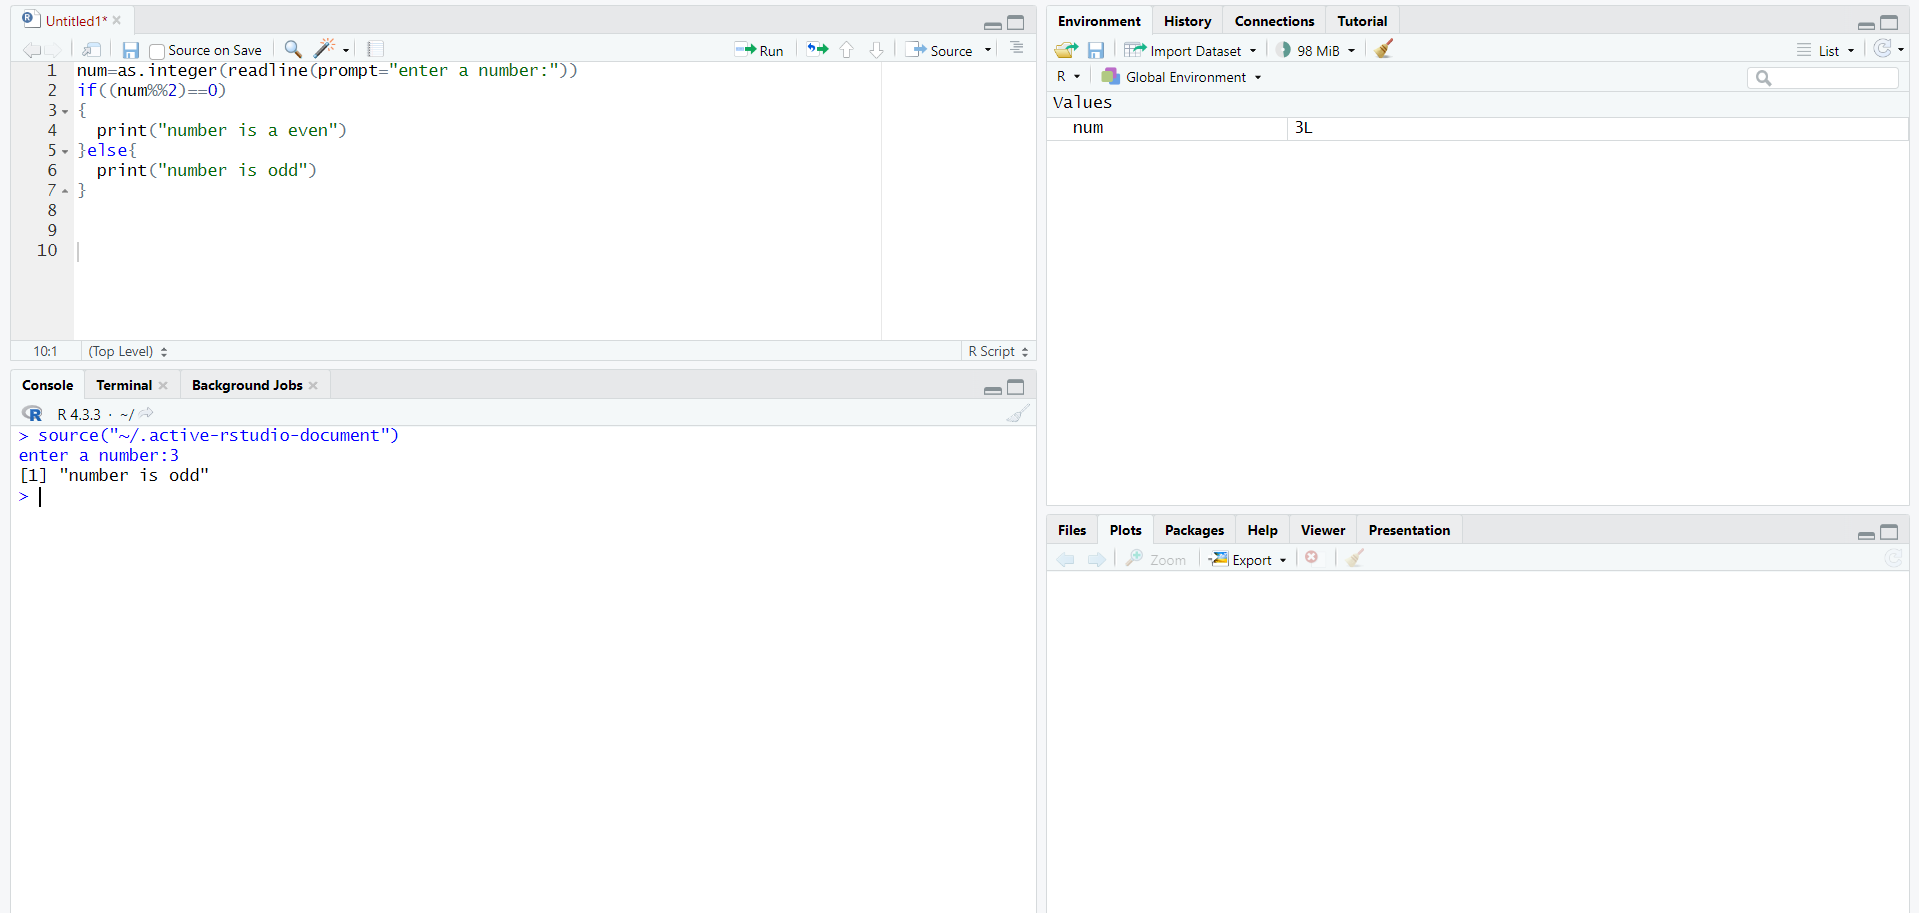 Untitled1*
Source on Save
Run
Source
1 num=as.integer(readline(prompt="enter a number:"))
2 if((num%%2)==0)
3 {
4   print("number is a even")
5 }else{
6   print("number is odd")
7 }
8
9
10
10:1
(Top Level)
R Script
Console
Terminal
Background Jobs
R 4.3.3 · ~/
> source("~/.active-rstudio-document")
enter a number:3
[1] "number is odd"
>
Environment
History
Connections
Tutorial
Import Dataset
98 MiB
List
R
Global Environment
Values
num 3L
Files
Plots
Packages
Help
Viewer
Presentation
Zoom
Export